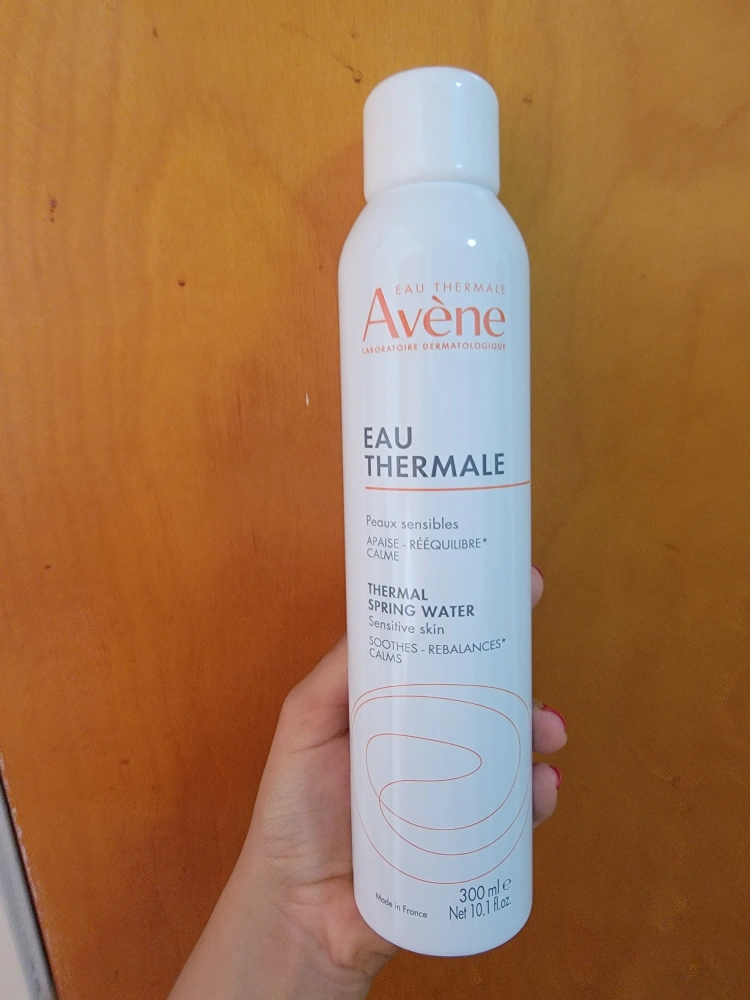 EAU THERMALE
Avène
LABORATOIRE DERMATOLOGIQUE
EAU
THERMALE
Peaux sensibles
APAISE - RÉÉQUILIBRE*
CALME
THERMAL
SPRING WATER
Sensitive skin
SOOTHES - REBALANCES*
CALMS
300 ml ℮
Made in France
Net 10.1 fl.oz.